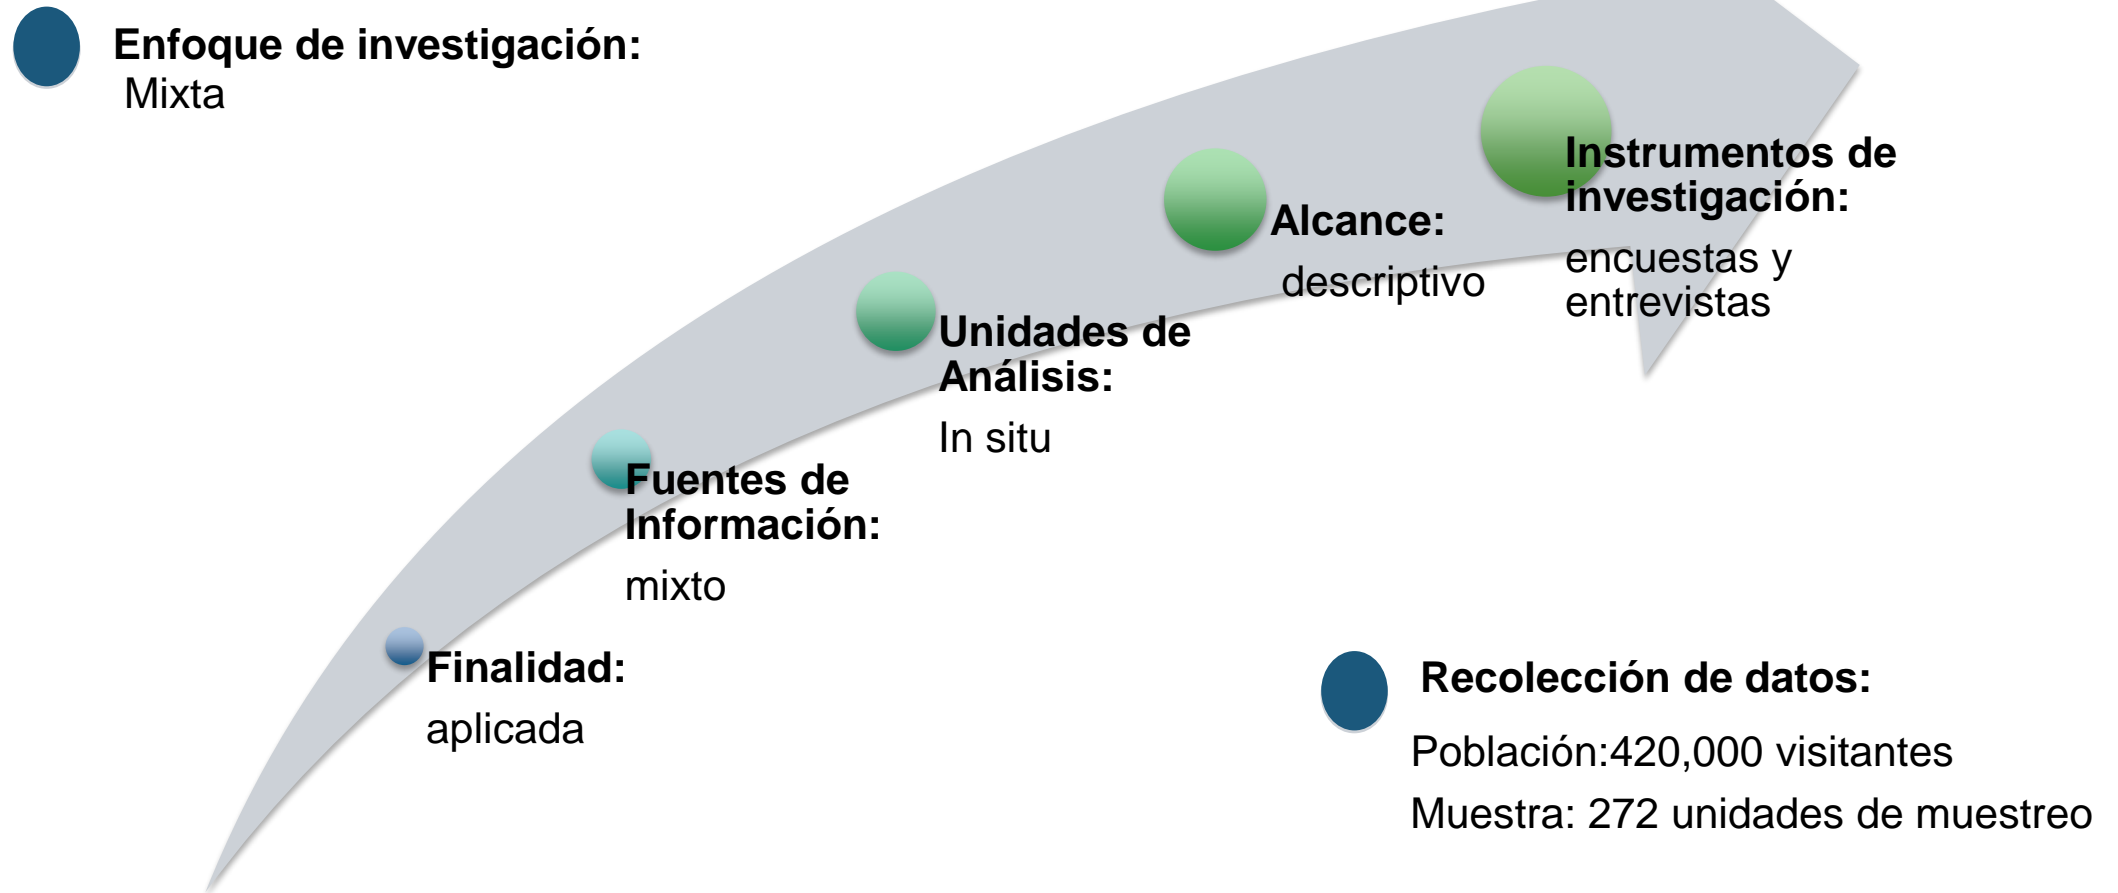 Enfoque de investigación:
Mixta
Instrumentos de
investigación:
encuestas y
entrevistas
Alcance:
descriptivo
Unidades de
Análisis:
In situ
Fuentes de
Información:
mixto
Finalidad:
aplicada
Recolección de datos:
Población:420,000 visitantes
Muestra: 272 unidades de muestreo